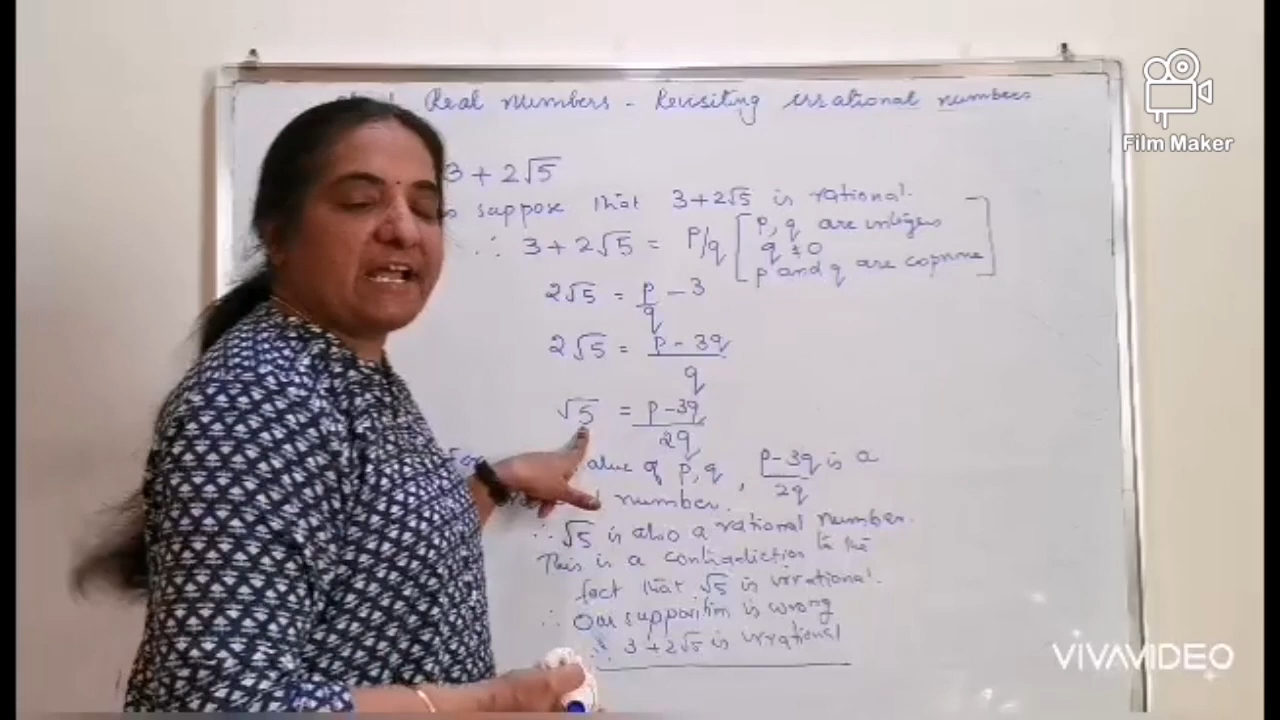 Real numbers - Revisiting irrational numbers
3 + 2√5
suppose that 3+2√5 is rational.
∴ 3 + 2√5 = P/q [p, q are integers
q ≠ 0
p and q are coprime]
2√5 = p/q - 3
2√5 = p - 3q / q
√5 = p - 3q / 2q
For value of p, q, p - 3q / 2q is a
number.
∴ √5 is also a rational number.
This is a contradiction to the
fact that √5 is irrational.
∴ Our supposition is wrong
∴ 3+2√5 is irrational
Film Maker
VIVAVIDEO